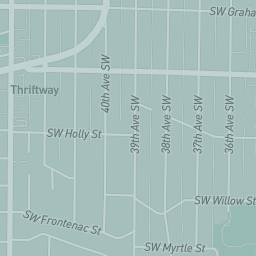 SW Graha
Thriftway
40th Ave SW
39th Ave SW
38th Ave SW
37th Ave SW
36th Ave SW
SW Holly St
SW Willow St
SW Frontenac St
SW Myrtle St